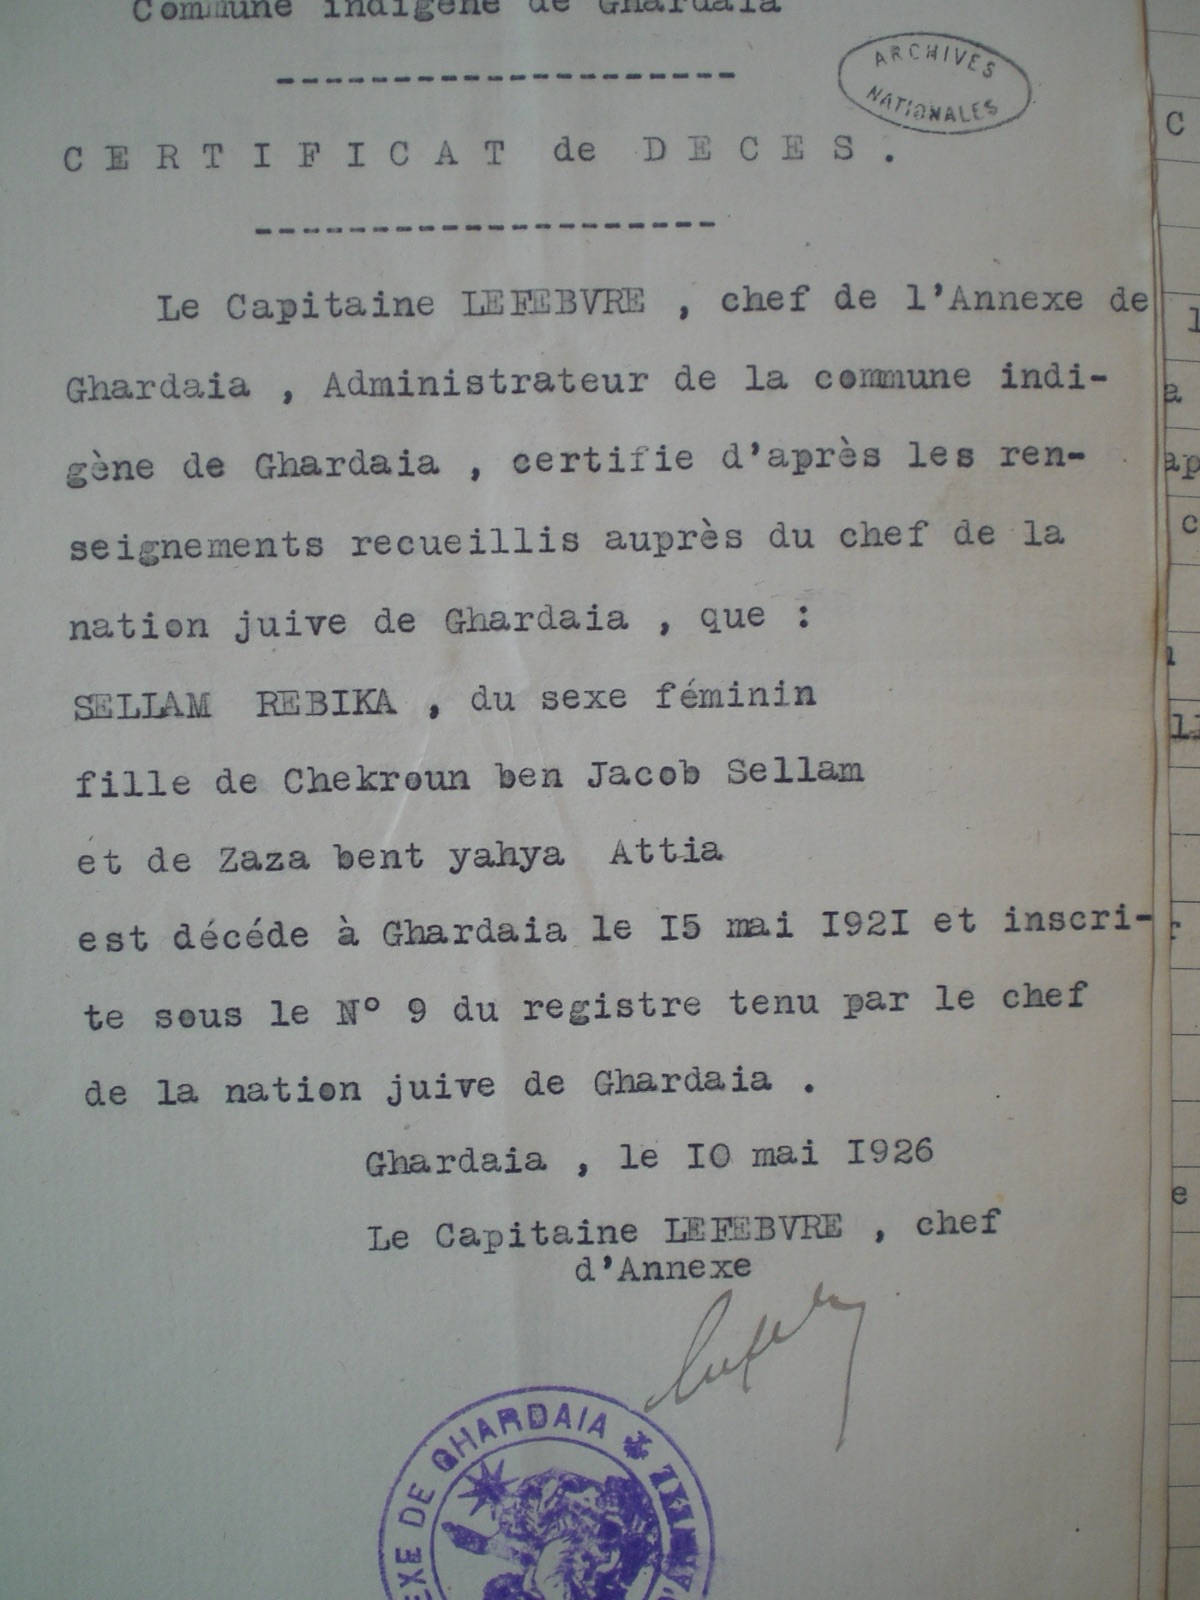 Commune indigène de Ghardaia
ARCHIVES
NATIONALES
CERTIFICAT de DECES.
Le Capitaine LEFEBVRE , chef de l'Annexe de
Ghardaia , Administrateur de la commune indi-
gène de Ghardaia , certifie d'après les ren-
seignements recueillis auprès du chef de la
nation juive de Ghardaia , que :
SELLAM REBIKA , du sexe féminin
fille de Chekroun ben Jacob Sellam
et de Zaza bent yahya Attia
est décéde à Ghardaia le I5 mai I92I et inscri-
te sous le N° 9 du registre tenu par le chef
de la nation juive de Ghardaia .
Ghardaia , le IO mai I926
Le Capitaine LEFEBVRE , chef
d'Annexe
EXE DE GHARDAIA